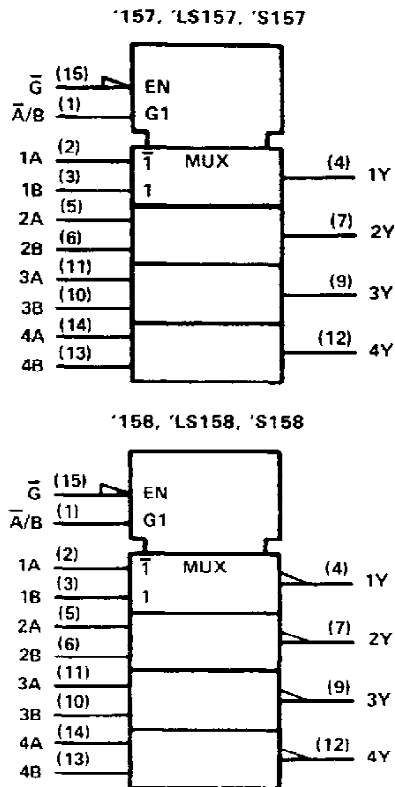 '157, 'LS157, 'S157
G̅ (15) EN
A̅/B (1) G1
1A (2) 1̅ MUX (4) 1Y
1B (3) 1
2A (5) (7) 2Y
2B (6)
3A (11) (9) 3Y
3B (10)
4A (14) (12) 4Y
4B (13)
'158, 'LS158, 'S158
G̅ (15) EN
A̅/B (1) G1
1A (2) 1̅ MUX (4) 1Y
1B (3) 1
2A (5) (7) 2Y
2B (6)
3A (11) (9) 3Y
3B (10)
4A (14) (12) 4Y
4B (13)